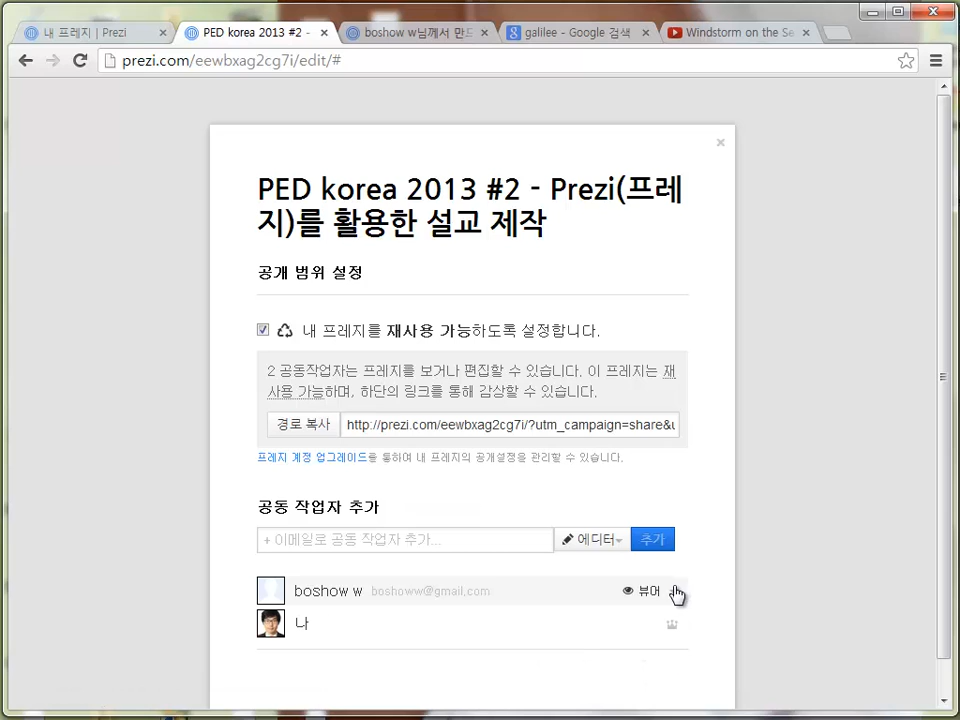 내 프레지 | Prezi
PED korea 2013 #2 -
boshow w님께서 만드
galilee - Google 검색
Windstorm on the Se
prezi.com/eewbxag2cg7i/edit/#
PED korea 2013 #2 - Prezi(프레
지)를 활용한 설교 제작
공개 범위 설정
내 프레지를 재사용 가능하도록 설정합니다.
2 공동작업자는 프레지를 보거나 편집할 수 있습니다. 이 프레지는 재
사용 가능하며, 하단의 링크를 통해 감상할 수 있습니다.
경로 복사 http://prezi.com/eewbxag2cg7i/?utm_campaign=share&u
프레지 계정 업그레이드를 통하여 내 프레지의 공개설정을 관리할 수 있습니다.
공동 작업자 추가
+ 이메일로 공동 작업자 추가... 에디터 추가
boshow w boshoww@gmail.com 뷰어
나